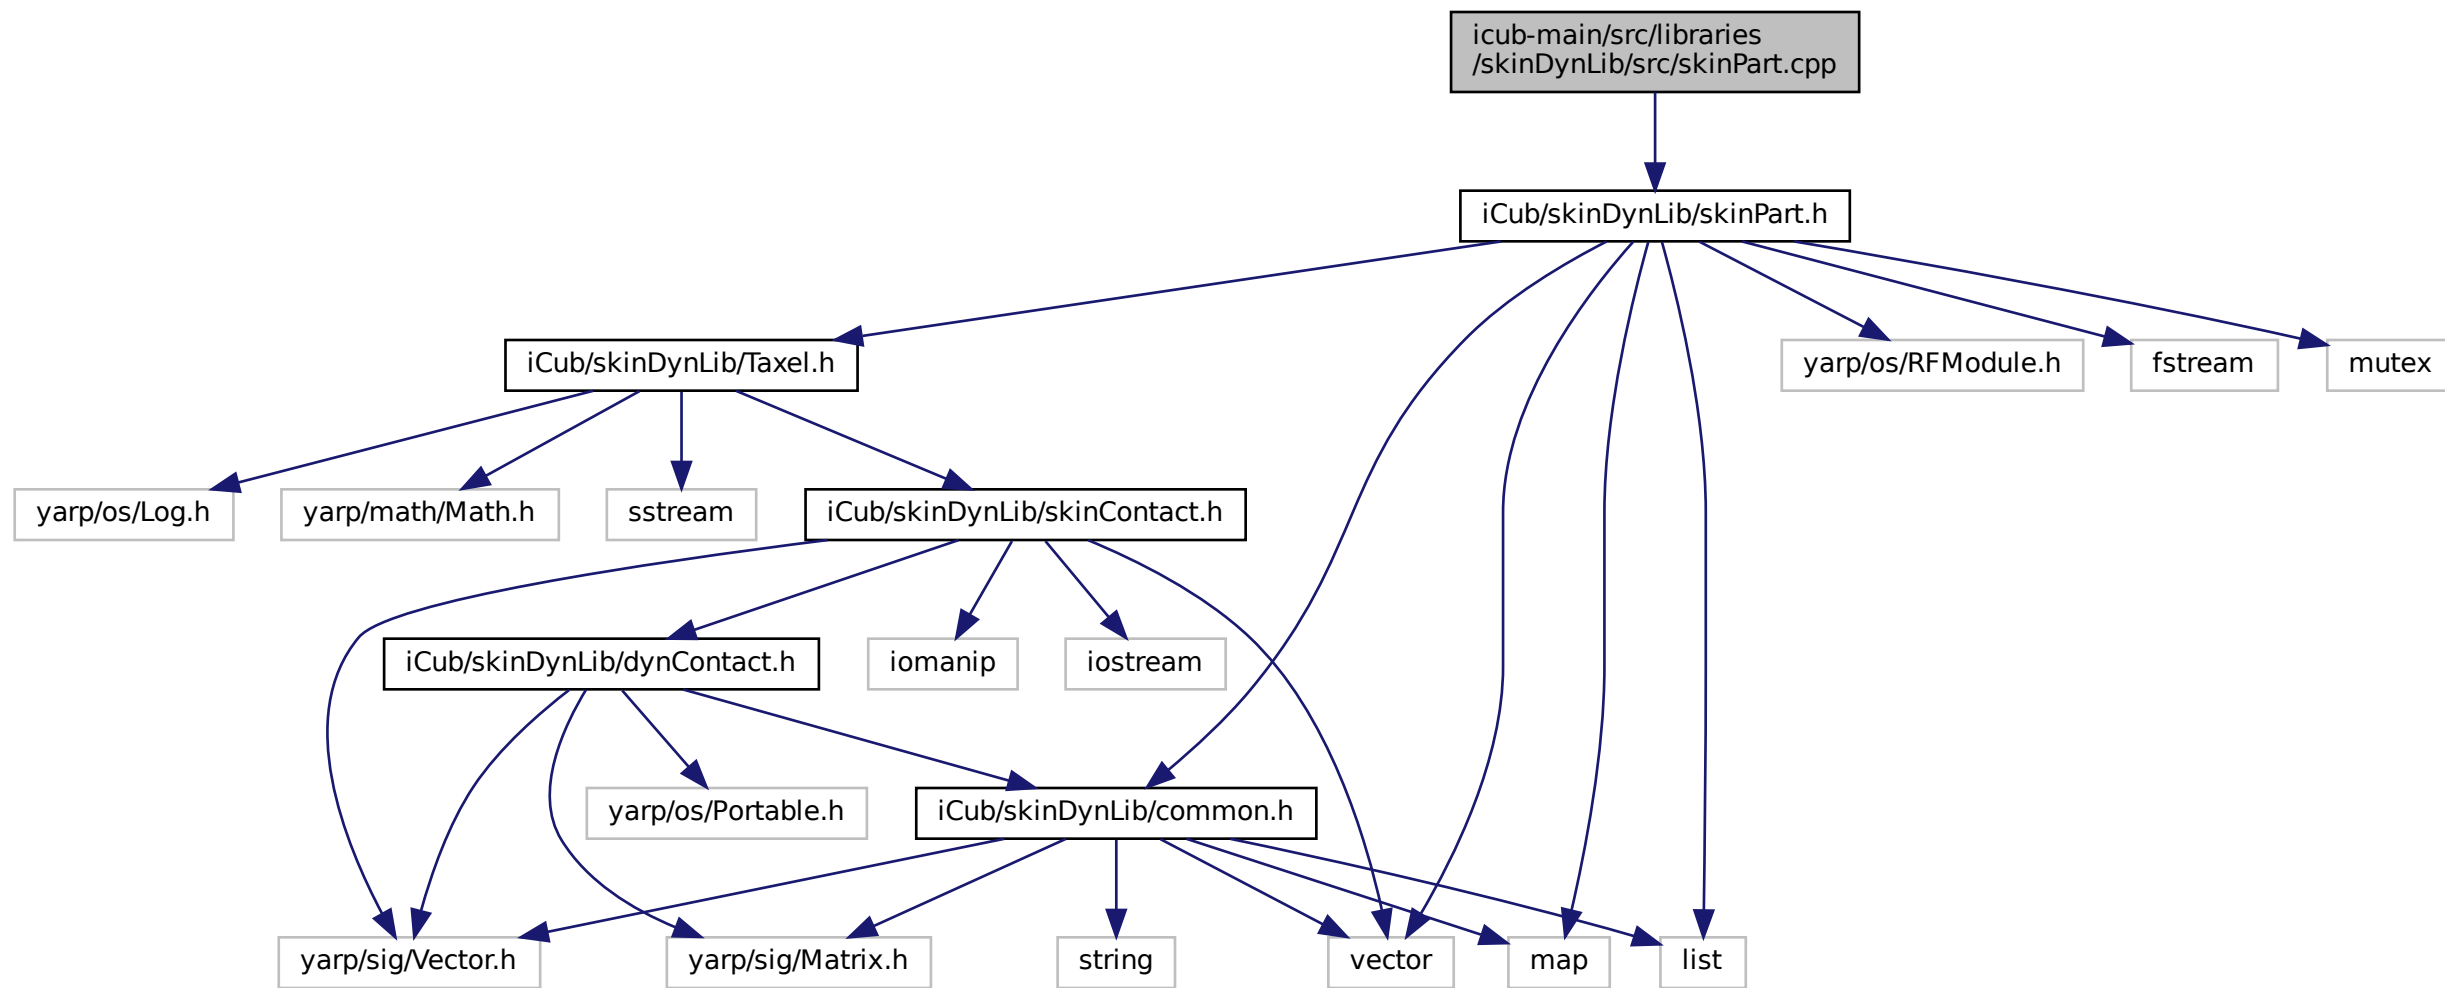 icub-main/src/libraries
/skinDynLib/src/skinPart.cpp
iCub/skinDynLib/skinPart.h
iCub/skinDynLib/Taxel.h
yarp/os/RFModule.h
fstream
mutex
yarp/os/Log.h
yarp/math/Math.h
sstream
iCub/skinDynLib/skinContact.h
iCub/skinDynLib/dynContact.h
iomanip
iostream
yarp/os/Portable.h
iCub/skinDynLib/common.h
yarp/sig/Vector.h
yarp/sig/Matrix.h
string
vector
map
list